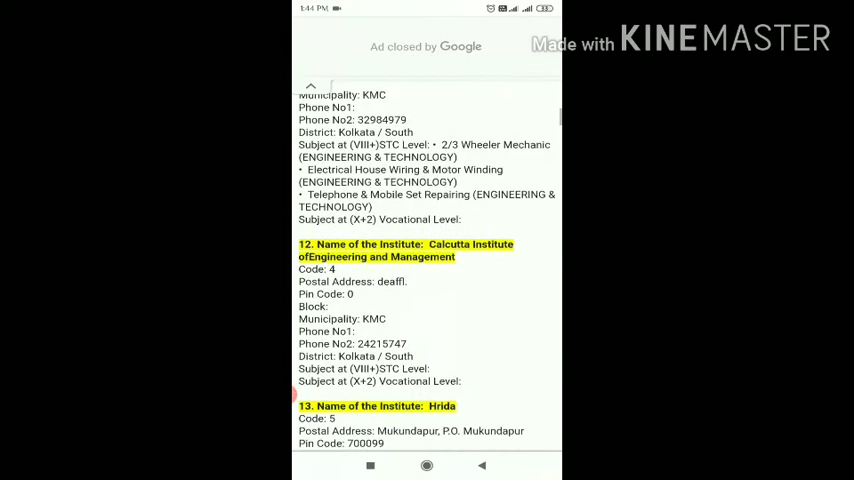 1:44 PM
33
Ad closed by Google
Made with KINEMASTER
Municipality: KMC
Phone No1:
Phone No2: 32984979
District: Kolkata / South
Subject at (VIII+)STC Level: • 2/3 Wheeler Mechanic
(ENGINEERING & TECHNOLOGY)
• Electrical House Wiring & Motor Winding
(ENGINEERING & TECHNOLOGY)
• Telephone & Mobile Set Repairing (ENGINEERING &
TECHNOLOGY)
Subject at (X+2) Vocational Level:
12. Name of the Institute: Calcutta Institute
ofEngineering and Management
Code: 4
Postal Address: deaffl.
Pin Code: 0
Block:
Municipality: KMC
Phone No1:
Phone No2: 24215747
District: Kolkata / South
Subject at (VIII+)STC Level:
Subject at (X+2) Vocational Level:
13. Name of the Institute: Hrida
Code: 5
Postal Address: Mukundapur, P.O. Mukundapur
Pin Code: 700099